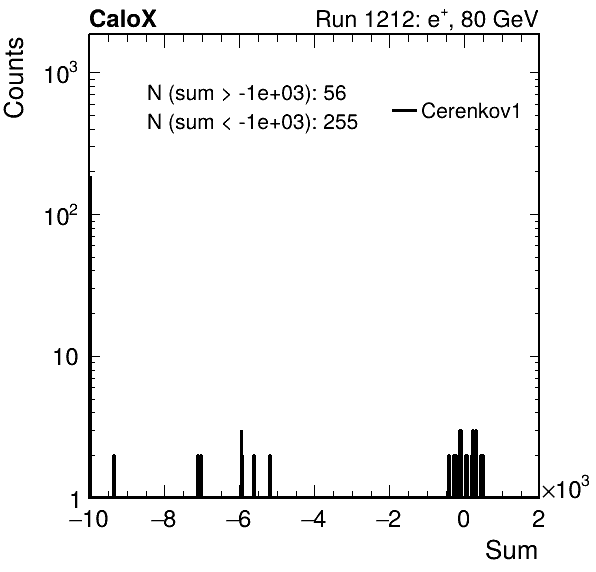 CaloX Run 1212: e⁺, 80 GeV
Counts
N (sum > -1e+03): 56
N (sum < -1e+03): 255
Cerenkov1
10³
10²
10
1
−10 −8 −6 −4 −2 0 2
×10³
Sum